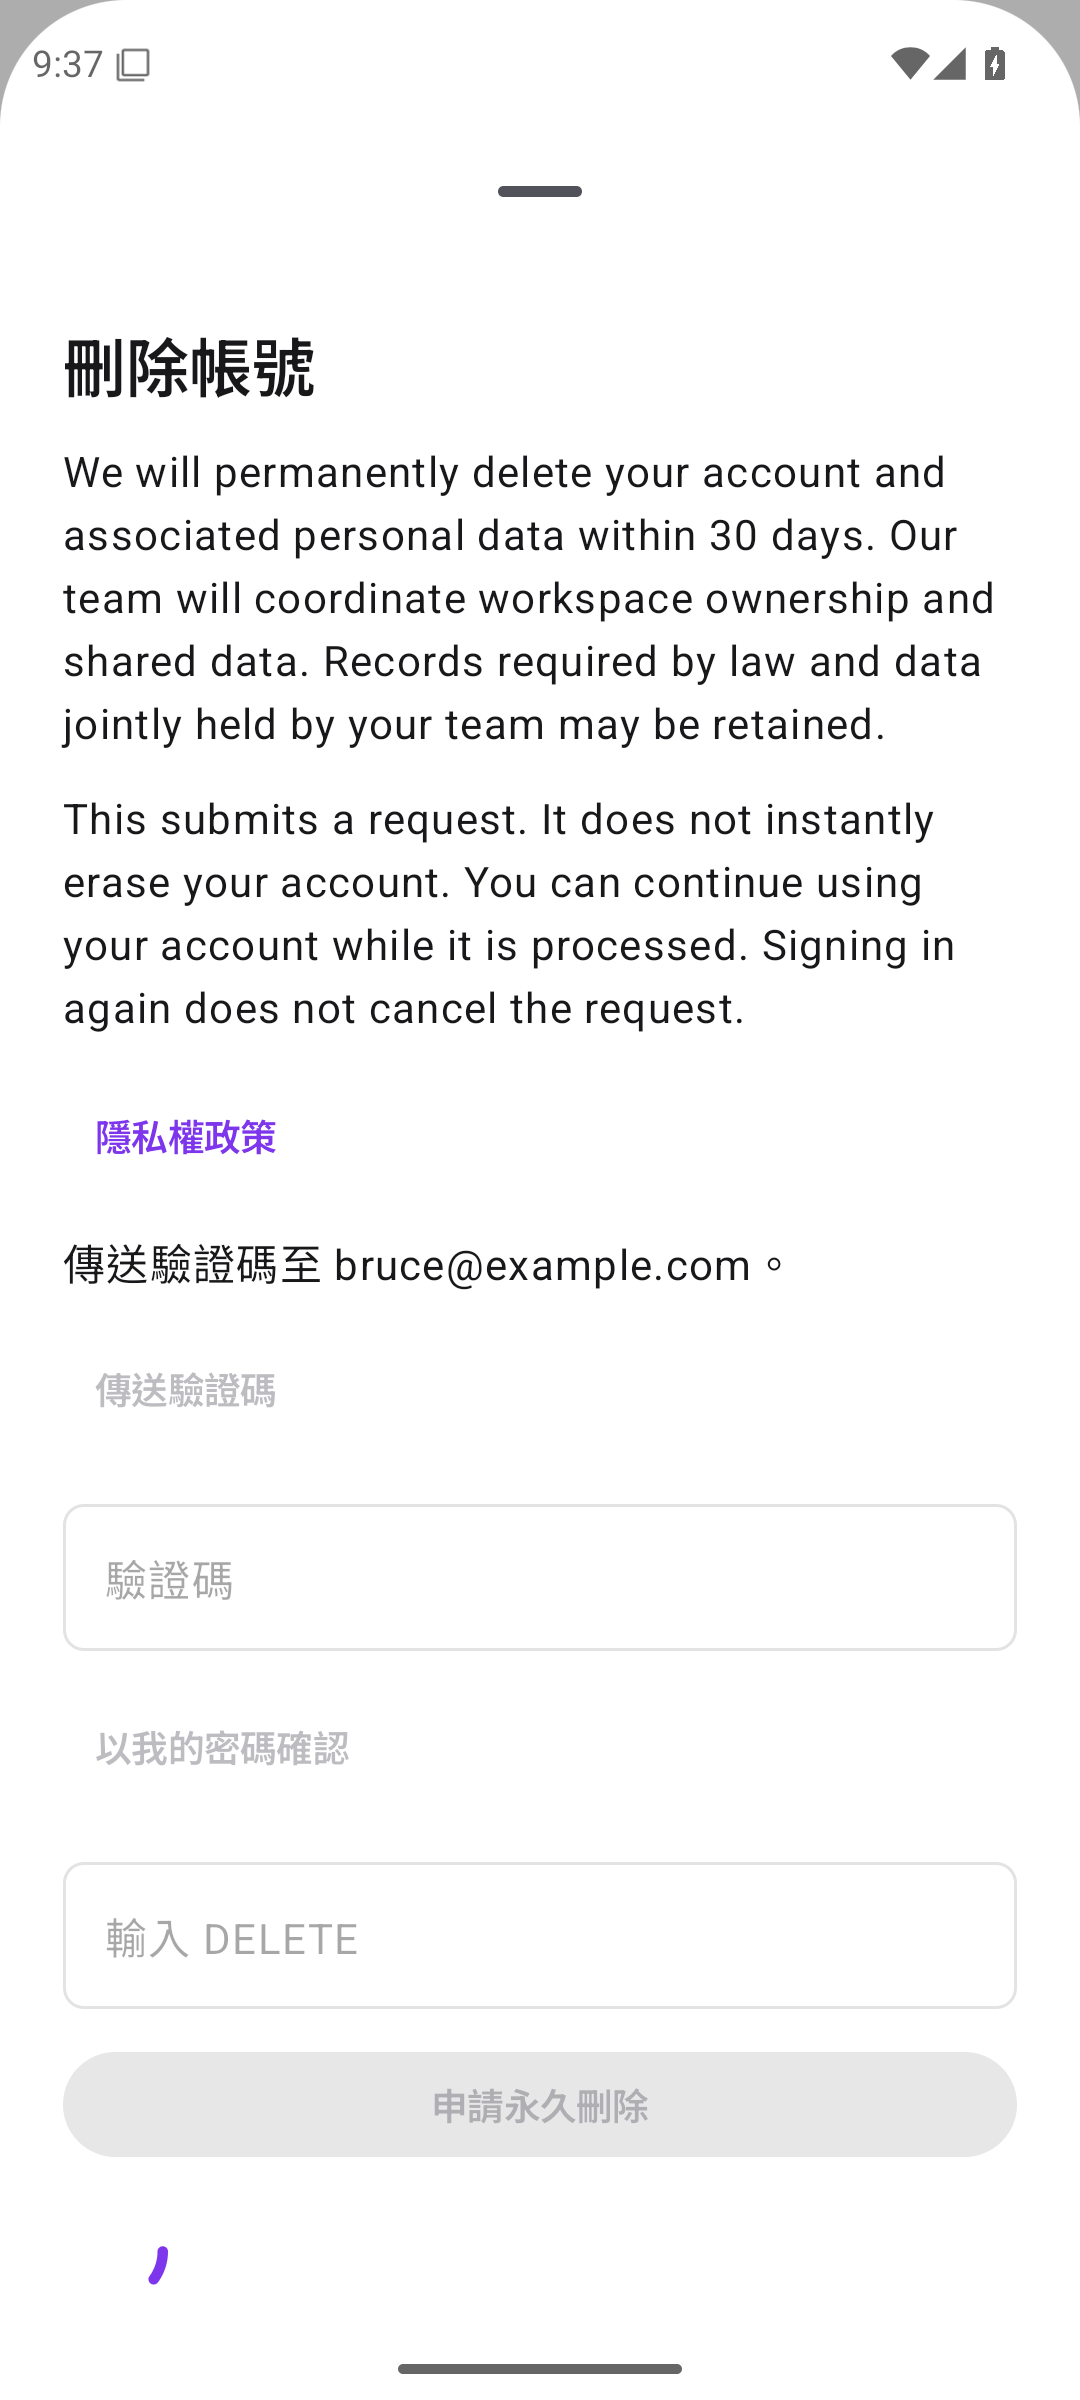 9:37
刪除帳號
We will permanently delete your account and
associated personal data within 30 days. Our
team will coordinate workspace ownership and
shared data. Records required by law and data
jointly held by your team may be retained.
This submits a request. It does not instantly
erase your account. You can continue using
your account while it is processed. Signing in
again does not cancel the request.
隱私權政策
傳送驗證碼至 bruce@example.com。
傳送驗證碼
驗證碼
以我的密碼確認
輸入 DELETE
申請永久刪除